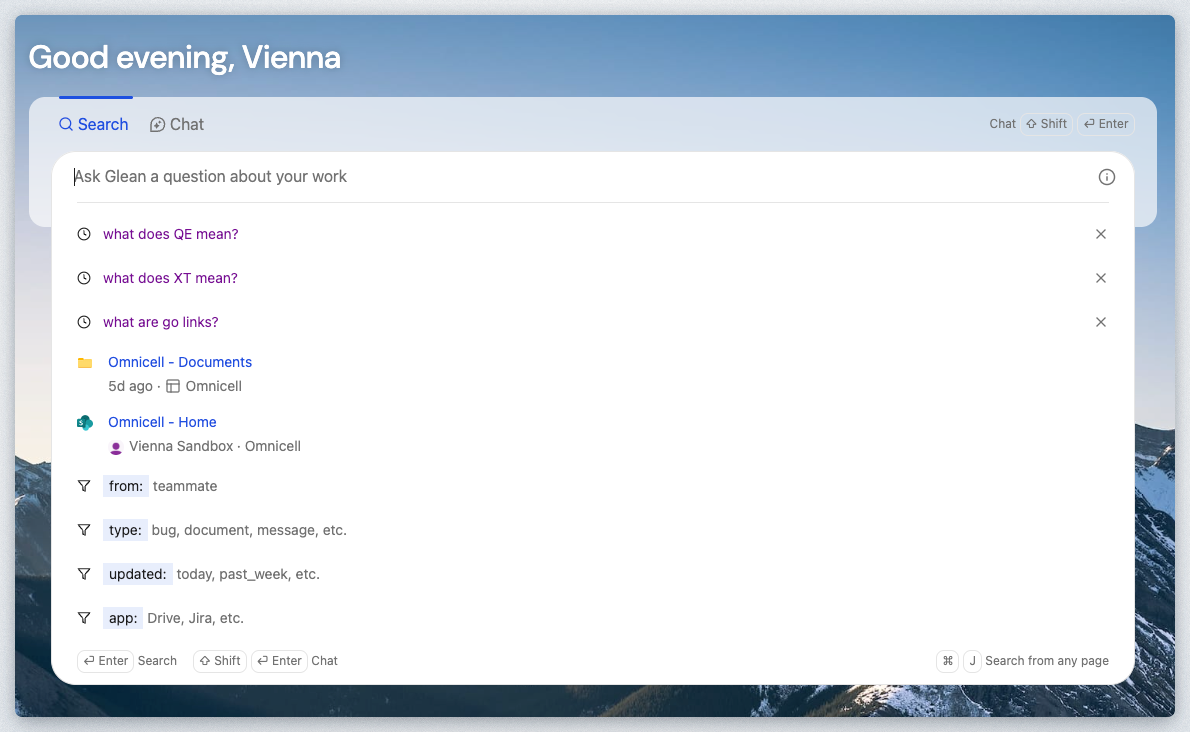 Good evening, Vienna
Search Chat Chat Shift Enter
Ask Glean a question about your work
what does QE mean?
what does XT mean?
what are go links?
Omnicell - Documents
5d ago · Omnicell
Omnicell - Home
Vienna Sandbox · Omnicell
from: teammate
type: bug, document, message, etc.
updated: today, past_week, etc.
app: Drive, Jira, etc.
Enter Search Shift Enter Chat ⌘ J Search from any page